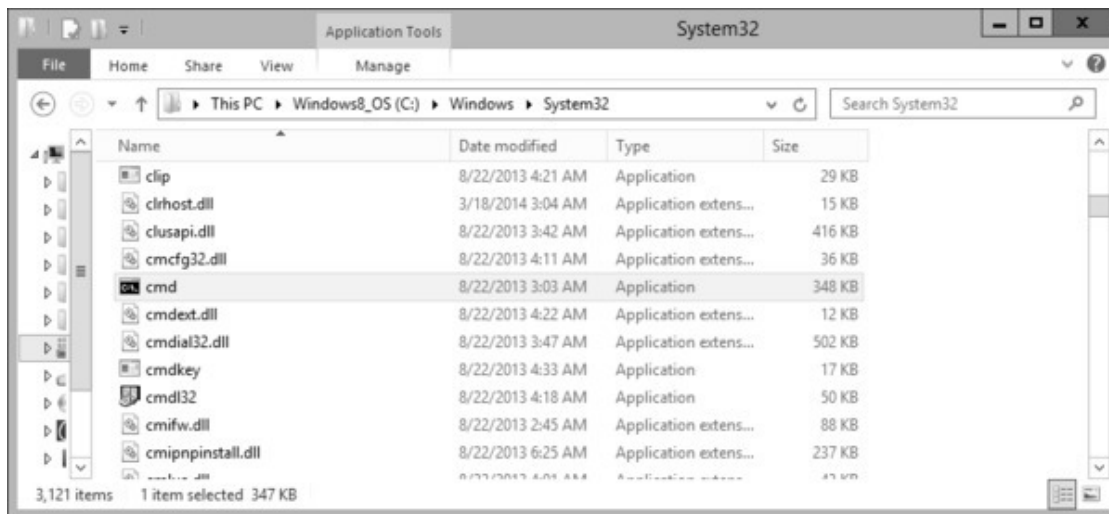 Application Tools System32
File Home Share View Manage
This PC Windows8_OS (C:) Windows System32 Search System32
Name Date modified Type Size
clip 8/22/2013 4:21 AM Application 29 KB
clrhost.dll 3/18/2014 3:04 AM Application extens... 15 KB
clusapi.dll 8/22/2013 3:42 AM Application extens... 416 KB
cmcfg32.dll 8/22/2013 4:11 AM Application extens... 36 KB
cmd 8/22/2013 3:03 AM Application 348 KB
cmdext.dll 8/22/2013 4:22 AM Application extens... 12 KB
cmdial32.dll 8/22/2013 3:47 AM Application extens... 502 KB
cmdkey 8/22/2013 4:33 AM Application 17 KB
cmdl32 8/22/2013 4:18 AM Application 50 KB
cmifw.dll 8/22/2013 2:45 AM Application extens... 88 KB
cmipnpinstall.dll 8/22/2013 6:25 AM Application extens... 237 KB
3,121 items 1 item selected 347 KB